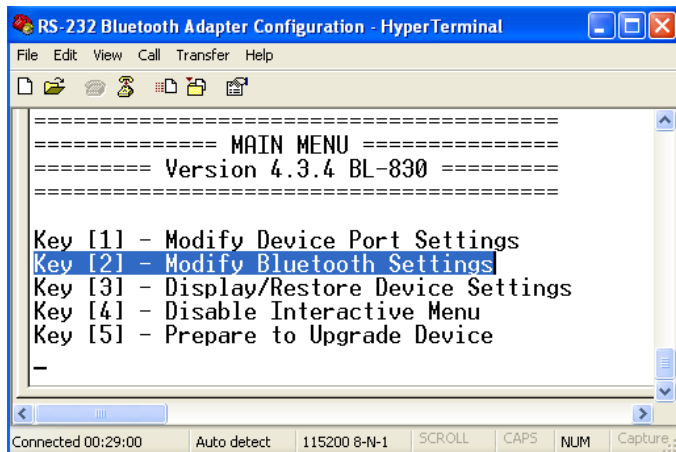 RS-232 Bluetooth Adapter Configuration - HyperTerminal
File Edit View Call Transfer Help
========================================
============== MAIN MENU ===============
========= Version 4.3.4 BL-830 =========
========================================
Key [1] - Modify Device Port Settings
Key [2] - Modify Bluetooth Settings
Key [3] - Display/Restore Device Settings
Key [4] - Disable Interactive Menu
Key [5] - Prepare to Upgrade Device
_
Connected 00:29:00 Auto detect 115200 8-N-1 SCROLL CAPS NUM Capture